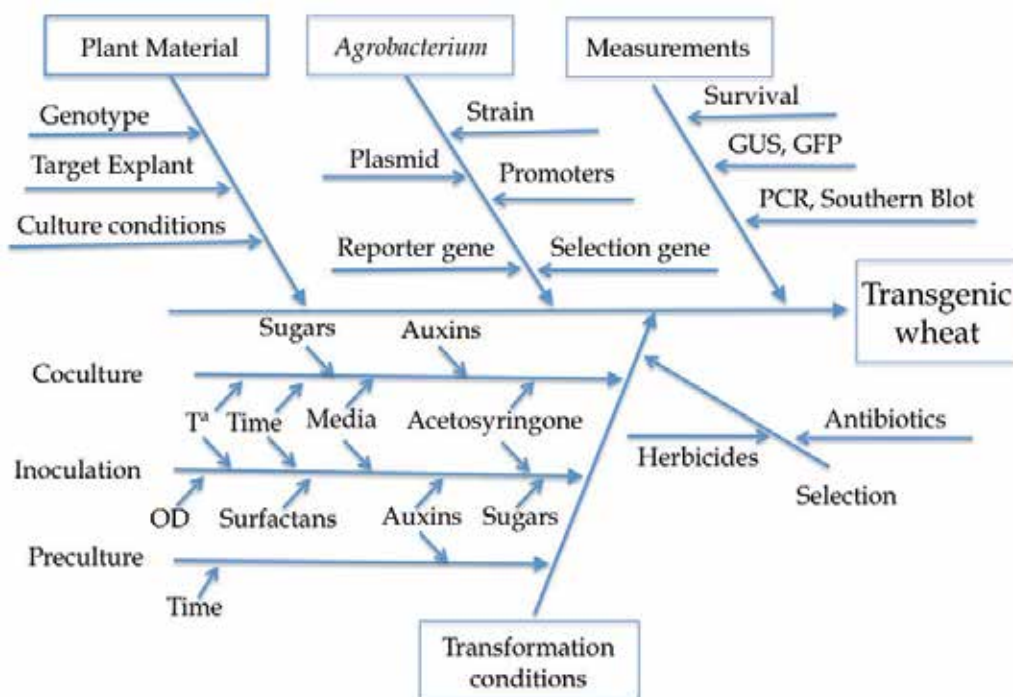 Plant Material
Agrobacterium
Measurements
Genotype
Target Explant
Culture conditions
Strain
Plasmid
Promoters
Reporter gene
Selection gene
Survival
GUS, GFP
PCR, Southern Blot
Transgenic
wheat
Sugars
Auxins
Coculture
Tª
Time
Media
Acetosyringone
Inoculation
OD
Surfactans
Auxins
Sugars
Preculture
Time
Herbicides
Antibiotics
Selection
Transformation
conditions